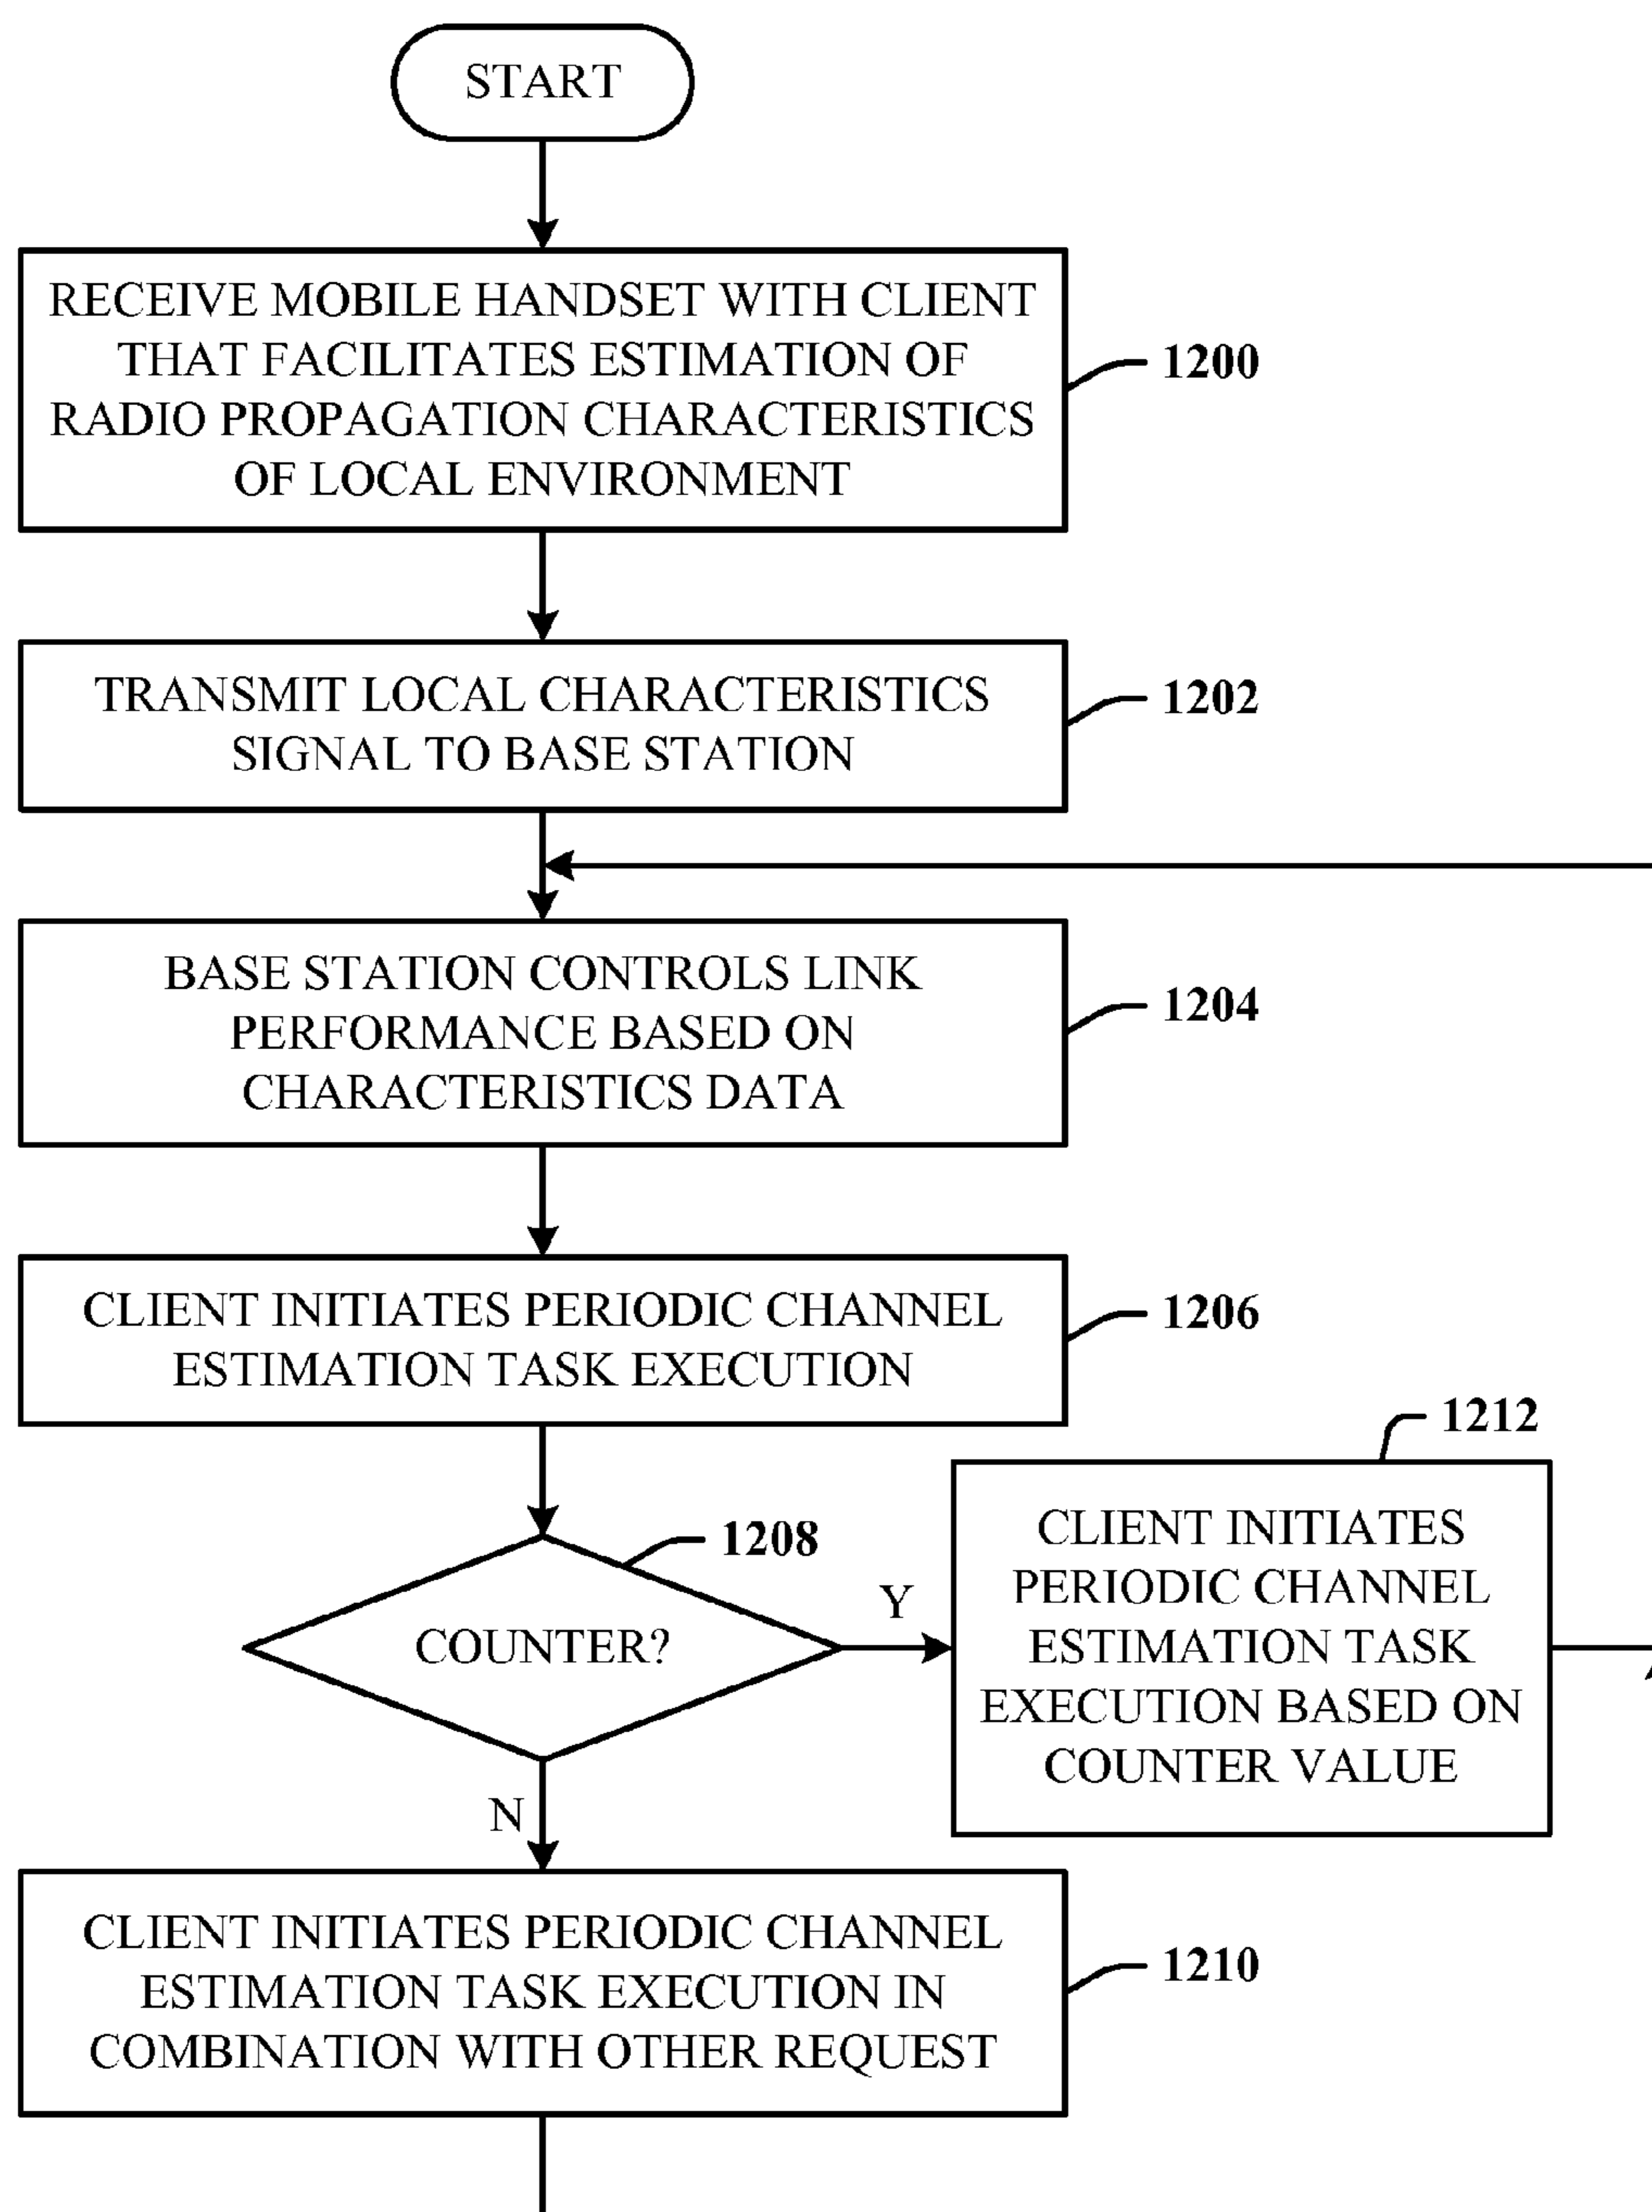 START
RECEIVE MOBILE HANDSET WITH CLIENT
THAT FACILITATES ESTIMATION OF
RADIO PROPAGATION CHARACTERISTICS
OF LOCAL ENVIRONMENT
1200
TRANSMIT LOCAL CHARACTERISTICS
SIGNAL TO BASE STATION
1202
BASE STATION CONTROLS LINK
PERFORMANCE BASED ON
CHARACTERISTICS DATA
1204
CLIENT INITIATES PERIODIC CHANNEL
ESTIMATION TASK EXECUTION
1206
COUNTER?
1208
Y
N
1212
CLIENT INITIATES
PERIODIC CHANNEL
ESTIMATION TASK
EXECUTION BASED ON
COUNTER VALUE
CLIENT INITIATES PERIODIC CHANNEL
ESTIMATION TASK EXECUTION IN
COMBINATION WITH OTHER REQUEST
1210